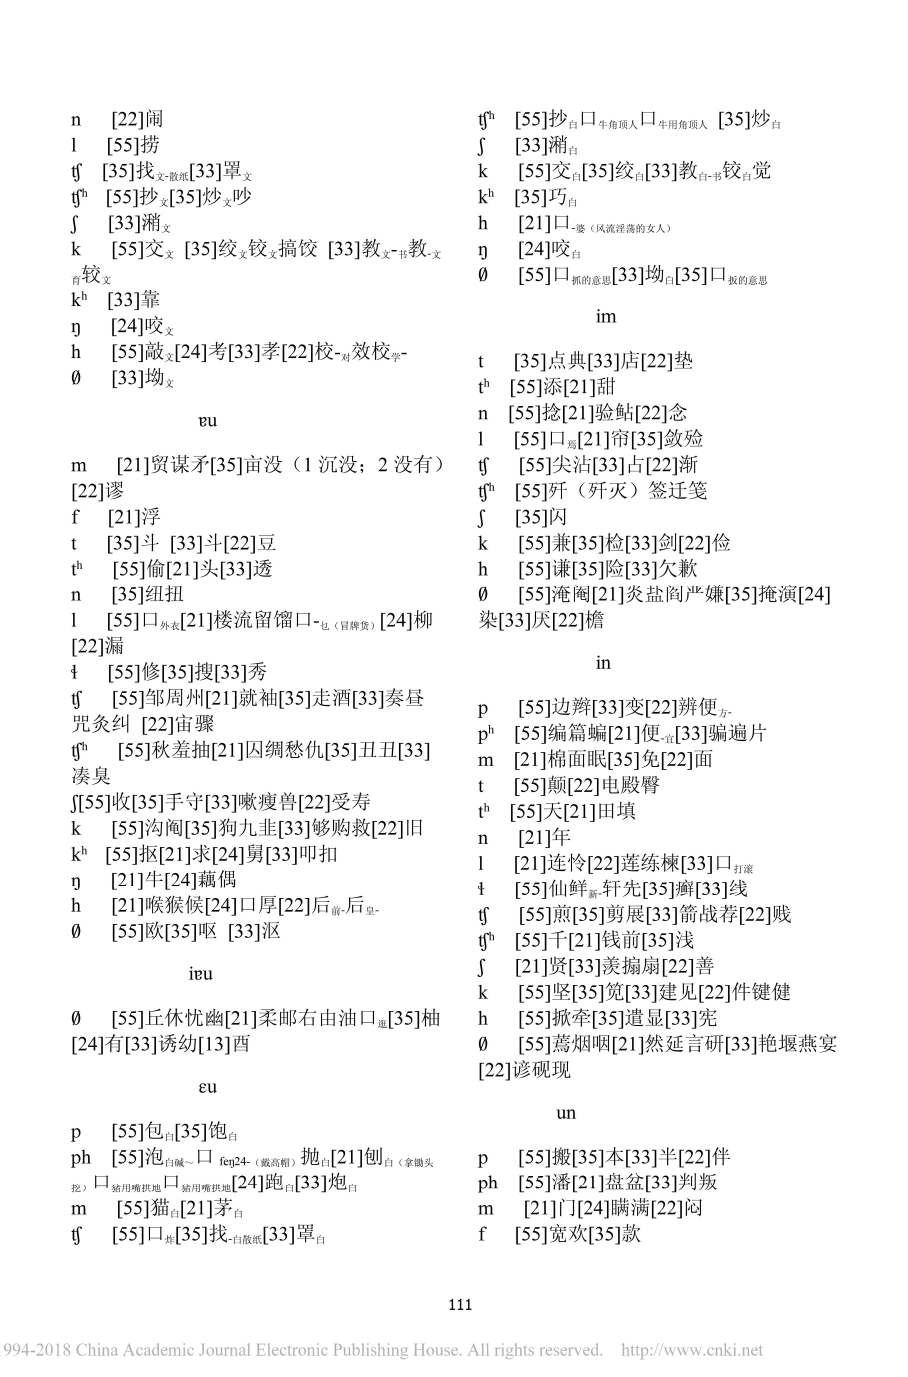 n [22]闹
l [55]捞
ʧ [35]找文-散纸[33]罩文
ʧʰ [55]抄文[35]炒文吵
ʃ [33]潲文
k [55]交文 [35]绞文铰文搞饺 [33]教文-书教-文
育较文
kʰ [33]靠
ŋ [24]咬文
h [55]敲文[24]考[33]孝[22]校-对效校学-
Ø [33]坳文
ɐu
m [21]贸谋矛[35]亩没（1 沉没；2 没有）
[22]谬
f [21]浮
t [35]斗 [33]斗[22]豆
tʰ [55]偷[21]头[33]透
n [35]纽扭
l [55]口外衣[21]楼流留馏口-乜（冒牌货）[24]柳
[22]漏
ɬ [55]修[35]搜[33]秀
ʧ [55]邹周州[21]就袖[35]走酒[33]奏昼
咒灸纠 [22]宙骤
ʧʰ [55]秋羞抽[21]囚绸愁仇[35]丑丑[33]
凑臭
ʃ[55]收[35]手守[33]嗽瘦兽[22]受寿
k [55]沟阄[35]狗九韭[33]够购救[22]旧
kʰ [55]抠[21]求[24]舅[33]叩扣
ŋ [21]牛[24]藕偶
h [21]喉猴候[24]口厚[22]后前-后皇-
Ø [55]欧[35]呕 [33]沤
iɐu
Ø [55]丘休忧幽[21]柔邮右由油口逛[35]柚
[24]有[33]诱幼[13]酉
ɛu
p [55]包白[35]饱白
ph [55]泡白碱～口 feŋ24-（戴高帽）抛白[21]刨白（拿锄头
挖）口猪用嘴拱地口猪用嘴拱地[24]跑白[33]炮白
m [55]猫白[21]茅白
ʧ [55]口炸[35]找-白散纸[33]罩白
ʧʰ [55]抄白口牛角顶人口牛用角顶人 [35]炒白
ʃ [33]潲白
k [55]交白[35]绞白[33]教白-书铰白觉
kʰ [35]巧白
h [21]口-婆（风流淫荡的女人）
ŋ [24]咬白
Ø [55]口抓的意思[33]坳白[35]口扳的意思
im
t [35]点典[33]店[22]垫
tʰ [55]添[21]甜
n [55]捻[21]验鲇[22]念
l [55]口焉[21]帘[35]敛殓
ʧ [55]尖沾[33]占[22]渐
ʧʰ [55]歼（歼灭）签迁笺
ʃ [35]闪
k [55]兼[35]检[33]剑[22]俭
h [55]谦[35]险[33]欠歉
Ø [55]淹阉[21]炎盐阎严嫌[35]掩演[24]
染[33]厌[22]檐
in
p [55]边辫[33]变[22]辨便方-
pʰ [55]编篇蝙[21]便-宜[33]骗遍片
m [21]棉面眠[35]免[22]面
t [55]颠[22]电殿臀
tʰ [55]天[21]田填
n [21]年
l [21]连怜[22]莲练楝[33]口打滚
ɬ [55]仙鲜新-轩先[35]癣[33]线
ʧ [55]煎[35]剪展[33]箭战荐[22]贱
ʧʰ [55]千[21]钱前[35]浅
ʃ [21]贤[33]羡搧扇[22]善
k [55]坚[35]笕[33]建见[22]件键健
h [55]掀牵[35]遣显[33]宪
Ø [55]蔫烟咽[21]然延言研[33]艳堰燕宴
[22]谚砚现
un
p [55]搬[35]本[33]半[22]伴
ph [55]潘[21]盘盆[33]判叛
m [21]门[24]瞒满[22]闷
f [55]宽欢[35]款
111
1994-2018 China Academic Journal Electronic Publishing House. All rights reserved. http://www.cnki.net